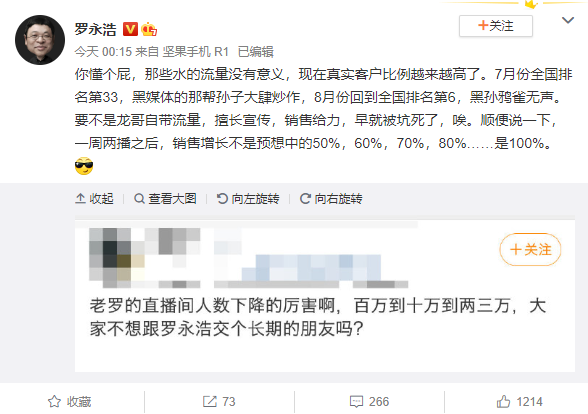 罗永浩
+关注
今天 00:15 来自 坚果手机 R1 已编辑
你懂个屁，那些水的流量没有意义，现在真实客户比例越来越高了。7月份全国排
名第33，黑媒体的那帮孙子大肆炒作，8月份回到全国排名第6，黑孙鸦雀无声。
要不是龙哥自带流量，擅长宣传，销售给力，早就被坑死了，唉。顺便说一下，
一周两播之后，销售增长不是预想中的50%，60%，70%，80%……是100%。
收起 查看大图 向左旋转 向右旋转
+关注
老罗的直播间人数下降的厉害啊，百万到十万到两三万，大
家不想跟罗永浩交个长期的朋友吗？
收藏 73 266 1214